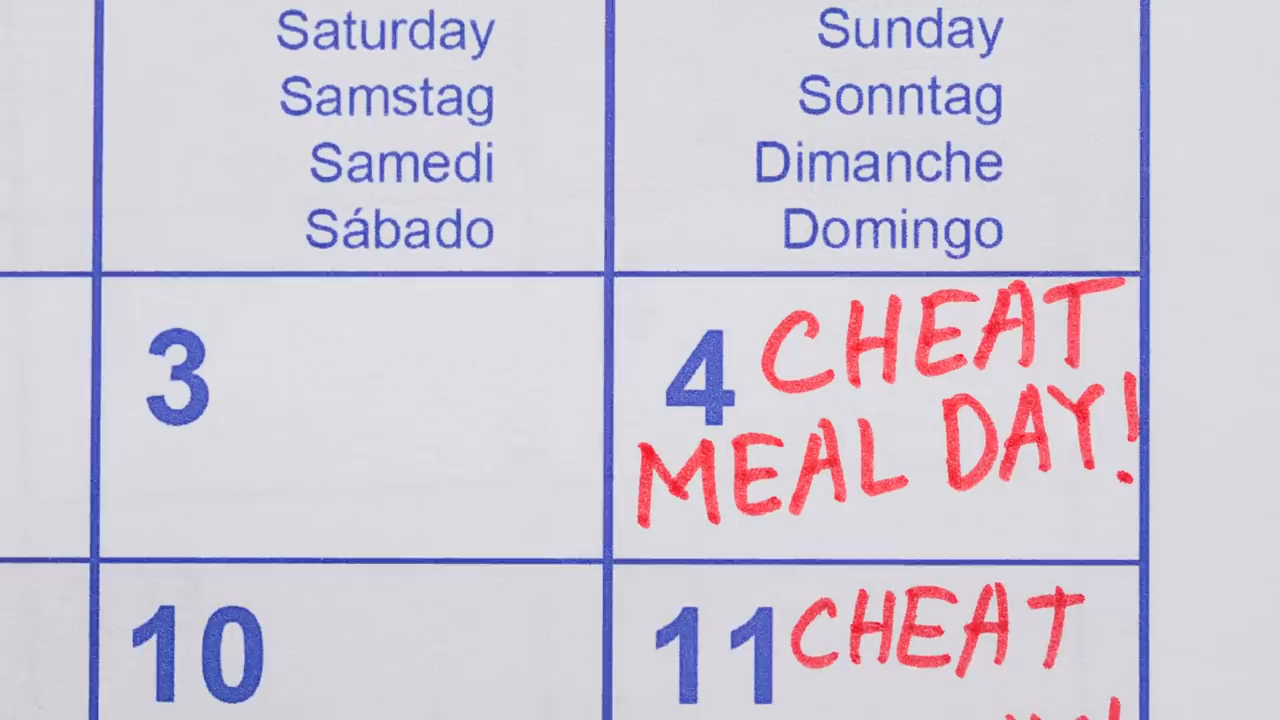 Saturday
Samstag
Samedi
Sábado
Sunday
Sonntag
Dimanche
Domingo
3
4 CHEAT
MEAL DAY!
10
11 CHEAT